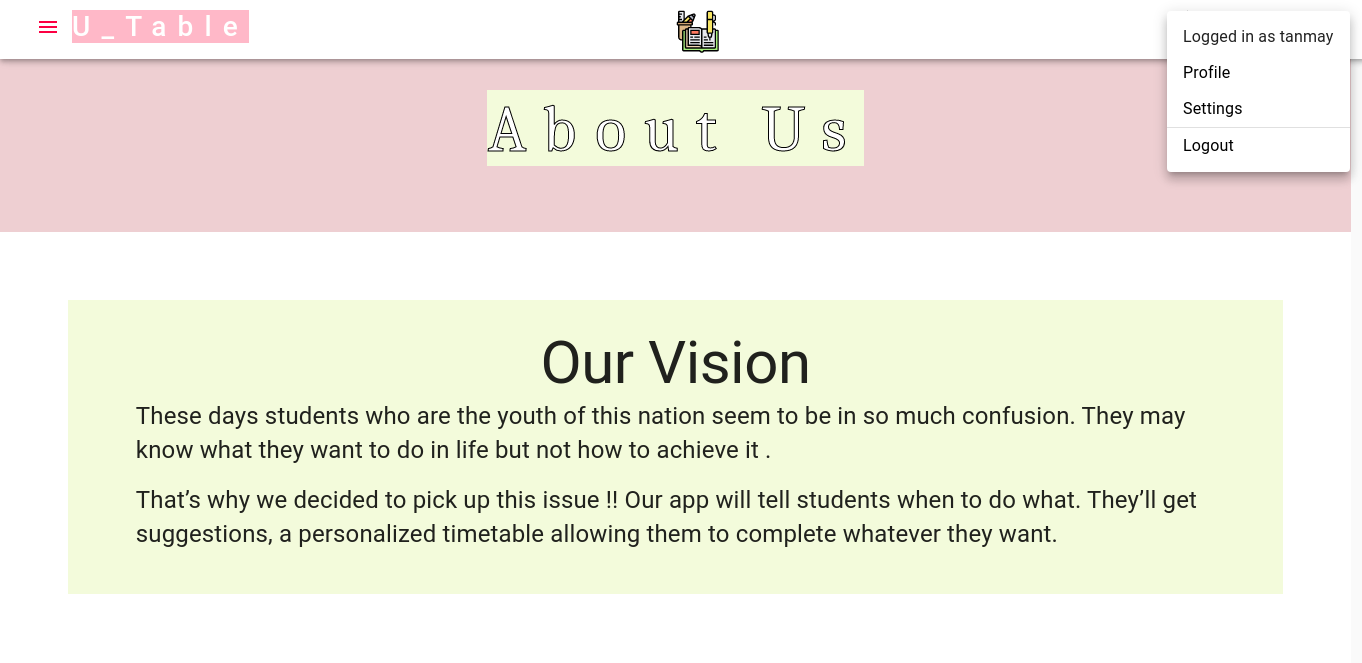 U_Table
Logged in as tanmay
Profile
Settings
Logout
About Us
Our Vision
These days students who are the youth of this nation seem to be in so much confusion. They may
know what they want to do in life but not how to achieve it .
That’s why we decided to pick up this issue !! Our app will tell students when to do what. They’ll get
suggestions, a personalized timetable allowing them to complete whatever they want.